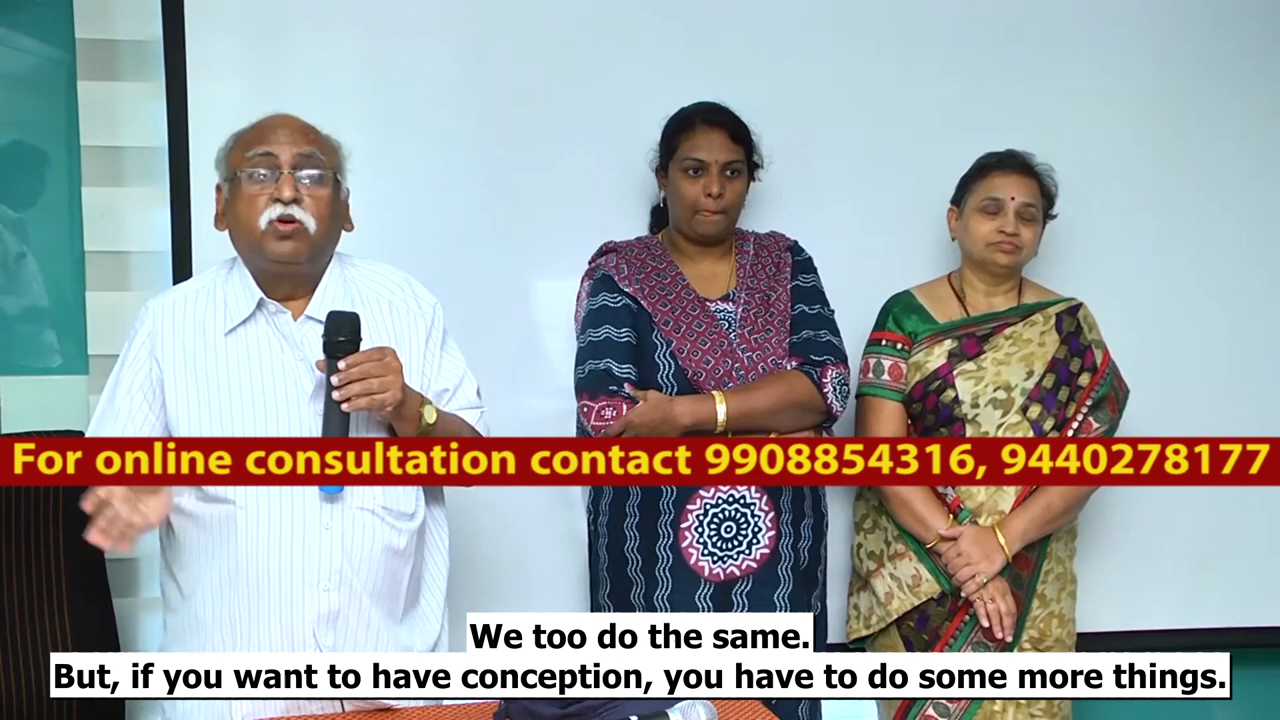 For online consultation contact 9908854316, 9440278177
We too do the same.
But, if you want to have conception, you have to do some more things.